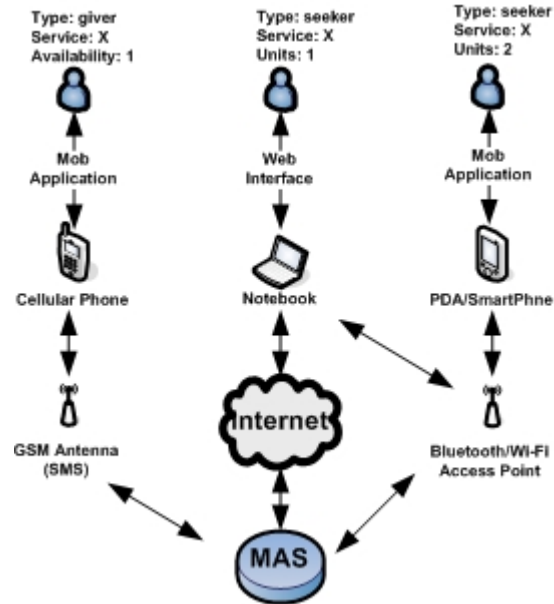 Type: giver
Service: X
Availability: 1
Type: seeker
Service: X
Units: 1
Type: seeker
Service: X
Units: 2
Mob
Application
Web
Interface
Mob
Application
Cellular Phone
Notebook
PDA/SmartPhne
Internet
GSM Antenna
(SMS)
Bluetooth/Wi-Fi
Access Point
MAS